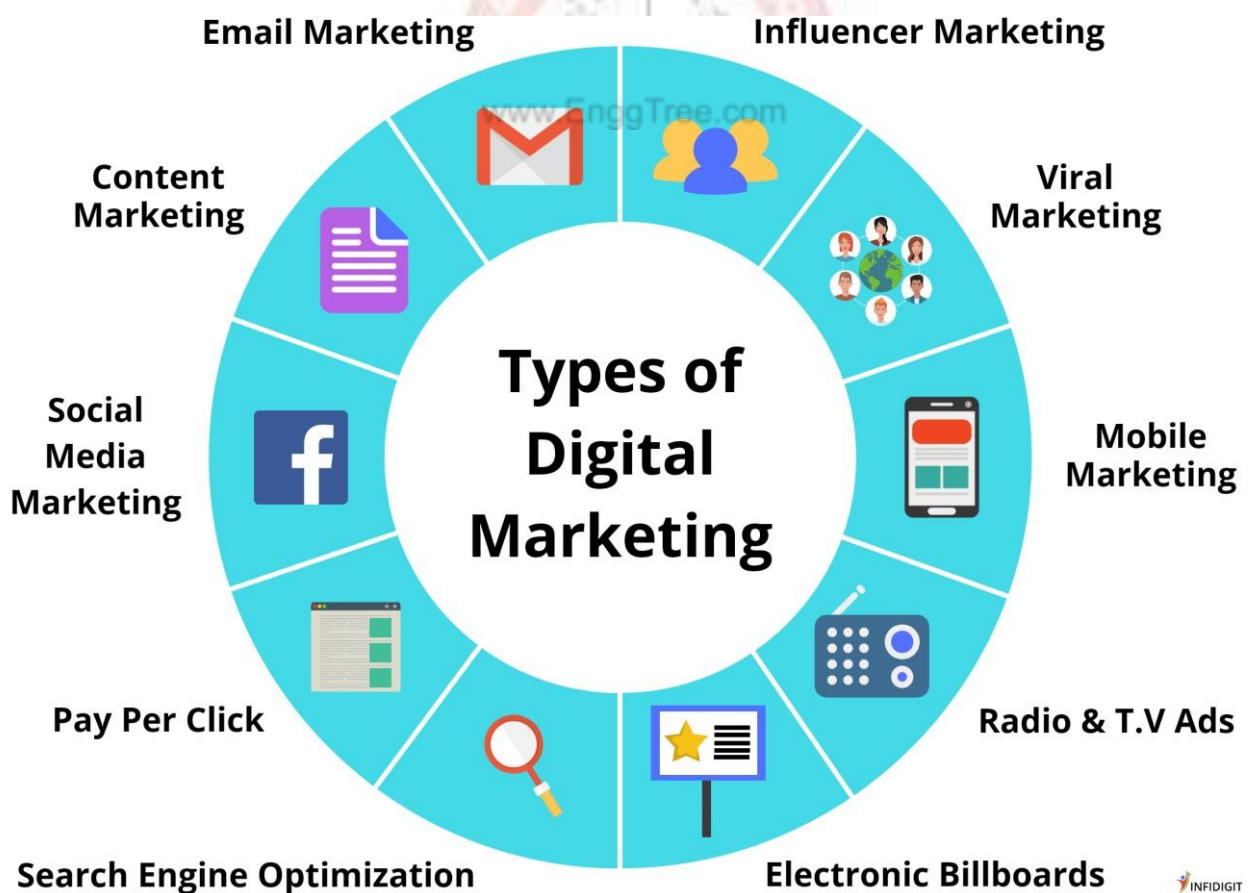 Email Marketing
Influencer Marketing
www.EnggTree.com
Content
Marketing
Viral
Marketing
Types of
Digital
Marketing
Social
Media
Marketing
Mobile
Marketing
Pay Per Click
Radio & T.V Ads
Search Engine Optimization
Electronic Billboards
INFIDIGIT